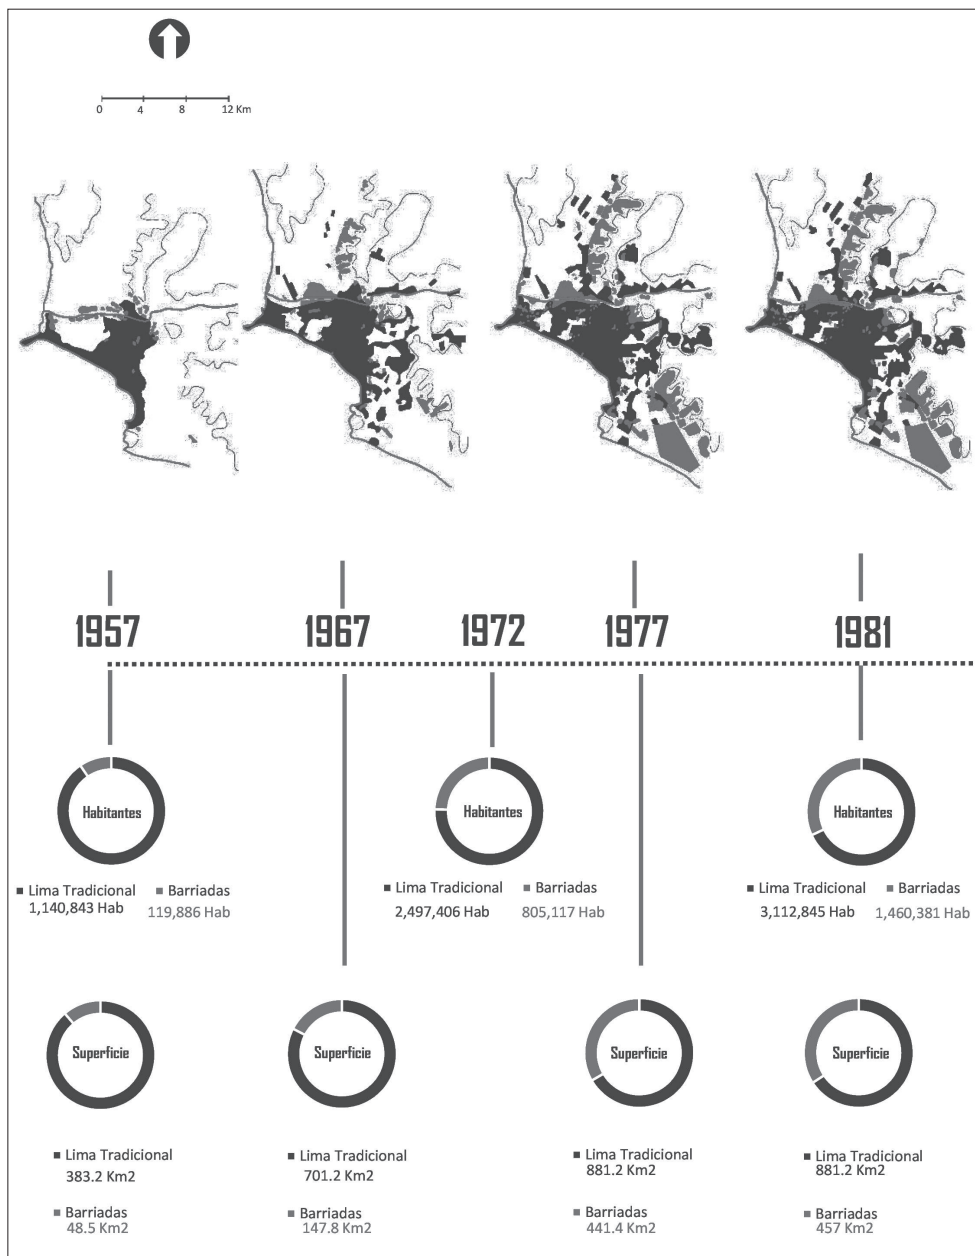 0 4 8 12 Km
1957 1967 1972 1977 1981
Habitantes
Lima Tradicional Barriadas
1,140,843 Hab 119,886 Hab
Habitantes
Lima Tradicional Barriadas
2,497,406 Hab 805,117 Hab
Habitantes
Lima Tradicional Barriadas
3,112,845 Hab 1,460,381 Hab
Superficie
Lima Tradicional
383.2 Km2
Barriadas
48.5 Km2
Superficie
Lima Tradicional
701.2 Km2
Barriadas
147.8 Km2
Superficie
Lima Tradicional
881.2 Km2
Barriadas
441.4 Km2
Superficie
Lima Tradicional
881.2 Km2
Barriadas
457 Km2